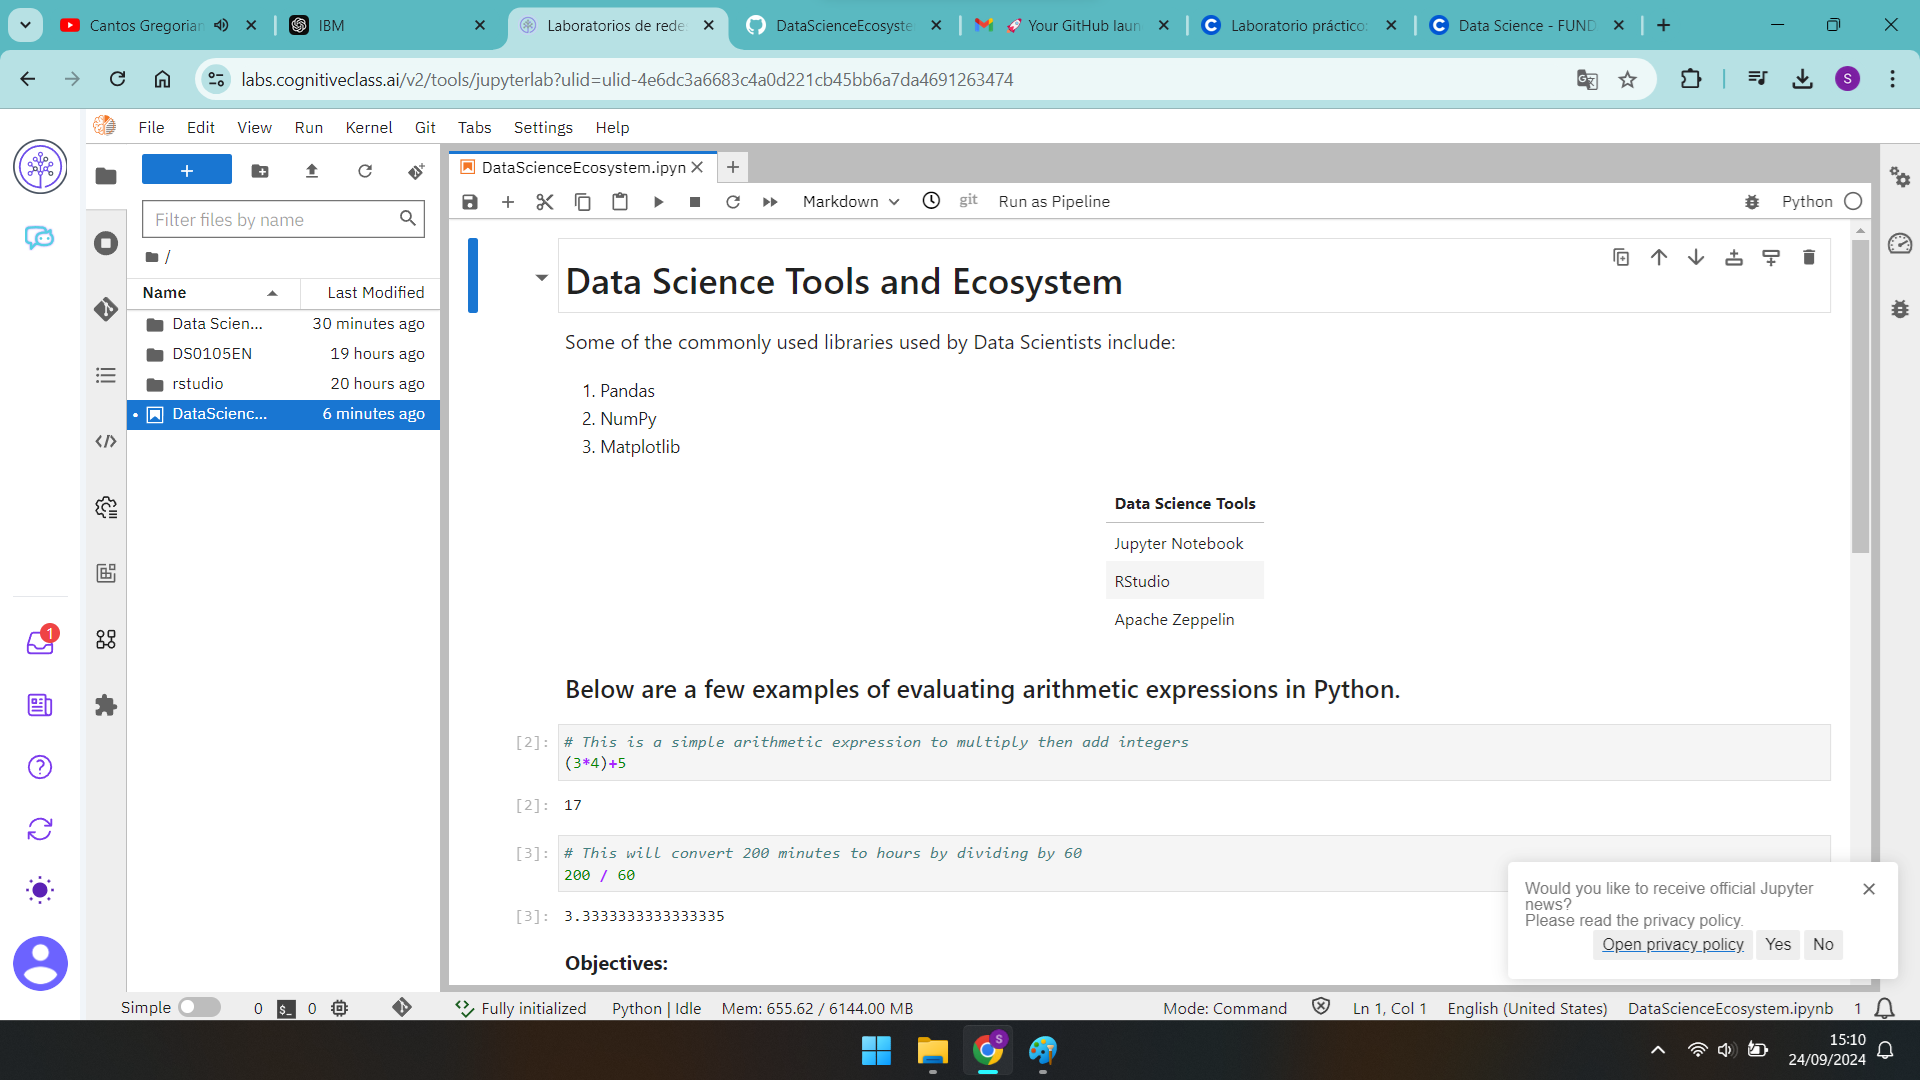 Cantos Gregorian
IBM
Laboratorios de rede
DataScienceEcosyste
🚀 Your GitHub laun
Laboratorio práctico:
Data Science - FUND
labs.cognitiveclass.ai/v2/tools/jupyterlab?ulid=ulid-4e6dc3a6683c4a0d221cb45bb6a7da4691263474
S
File Edit View Run Kernel Git Tabs Settings Help
DataScienceEcosystem.ipyn
Filter files by name
/
Name Last Modified
Data Scien... 30 minutes ago
DS0105EN 19 hours ago
rstudio 20 hours ago
DataScienc... 6 minutes ago
Markdown git Run as Pipeline Python
Data Science Tools and Ecosystem
Some of the commonly used libraries used by Data Scientists include:
1. Pandas
2. NumPy
3. Matplotlib
Data Science Tools
Jupyter Notebook
RStudio
Apache Zeppelin
Below are a few examples of evaluating arithmetic expressions in Python.
[2]: # This is a simple arithmetic expression to multiply then add integers
(3*4)+5
[2]: 17
[3]: # This will convert 200 minutes to hours by dividing by 60
200 / 60
[3]: 3.3333333333333335
Objectives:
1
Would you like to receive official Jupyter
news?
Please read the privacy policy.
Open privacy policy Yes No
Simple 0 $_ 0 Fully initialized Python | Idle Mem: 655.62 / 6144.00 MB Mode: Command Ln 1, Col 1 English (United States) DataScienceEcosystem.ipynb 1
S
15:10
24/09/2024